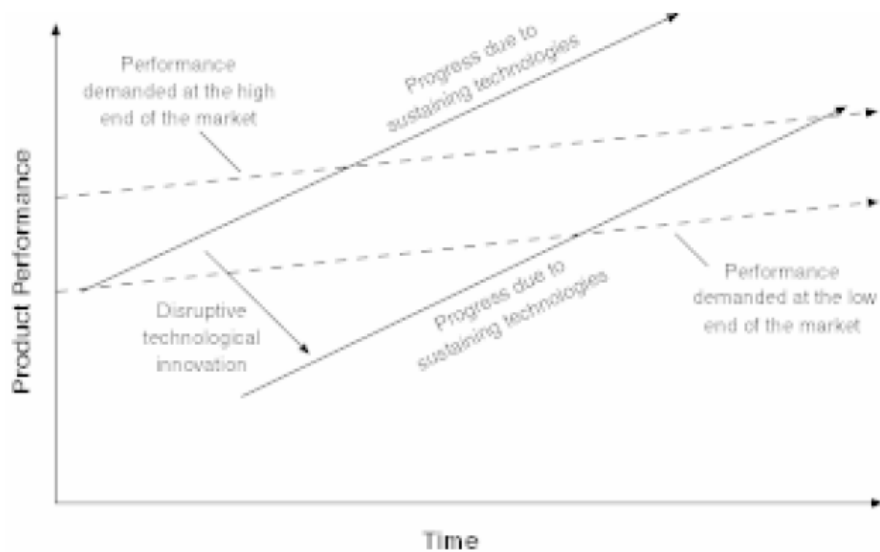 Performance
demanded at the high
end of the market
Progress due to
sustaining technologies
Product Performance
Disruptive
technological
innovation
Progress due to
sustaining technologies
Performance
demanded at the low
end of the market
Time